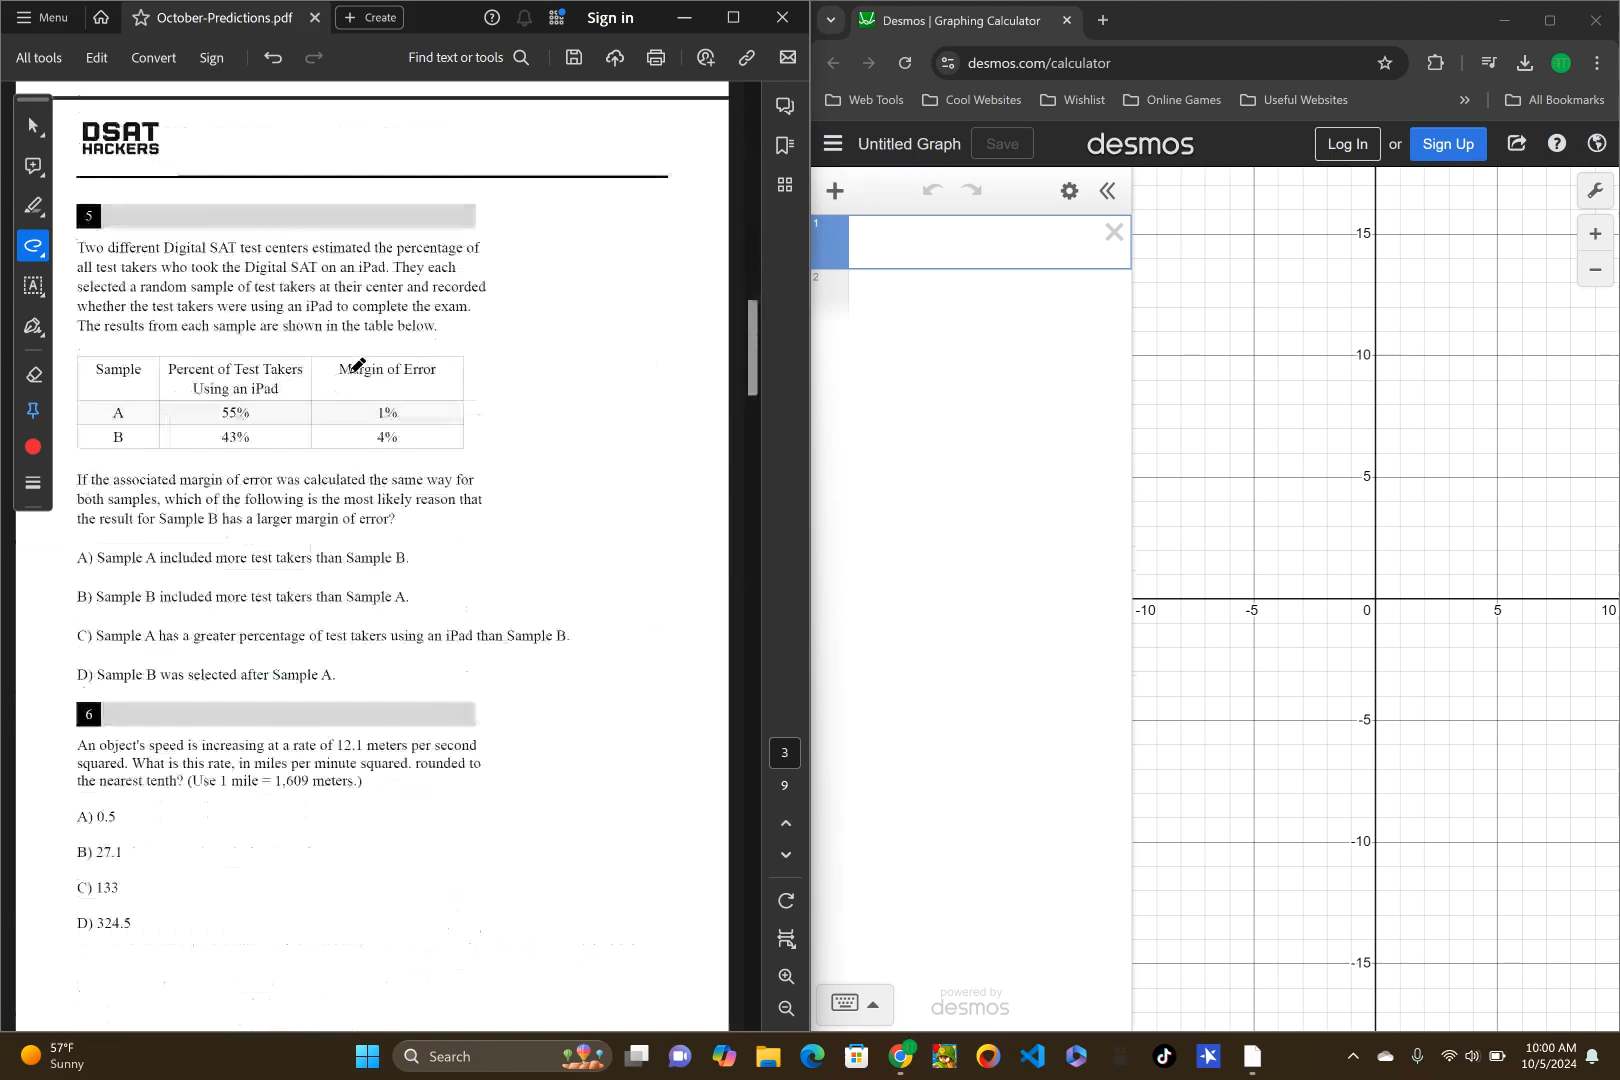 Menu
October-Predictions.pdf
Create
Sign in
All tools
Edit
Convert
Sign
Find text or tools
DSAT
HACKERS
5
Two different Digital SAT test centers estimated the percentage of
all test takers who took the Digital SAT on an iPad. They each
selected a random sample of test takers at their center and recorded
whether the test takers were using an iPad to complete the exam.
The results from each sample are shown in the table below.
Sample
Percent of Test Takers
Using an iPad
Margin of Error
A 55% 1%
B 43% 4%
If the associated margin of error was calculated the same way for
both samples, which of the following is the most likely reason that
the result for Sample B has a larger margin of error?
A) Sample A included more test takers than Sample B.
B) Sample B included more test takers than Sample A.
C) Sample A has a greater percentage of test takers using an iPad than Sample B.
D) Sample B was selected after Sample A.
6
An object's speed is increasing at a rate of 12.1 meters per second
squared. What is this rate, in miles per minute squared. rounded to
the nearest tenth? (Use 1 mile = 1,609 meters.)
A) 0.5
B) 27.1
C) 133
D) 324.5
3
9
Desmos | Graphing Calculator
desmos.com/calculator
Web Tools
Cool Websites
Wishlist
Online Games
Useful Websites
All Bookmarks
Untitled Graph
Save
desmos
Log In
or
Sign Up
1
2
15
10
5
-10
-5
0
5
10
-5
-10
-15
powered by
desmos
57°F
Sunny
Search
10:00 AM
10/5/2024